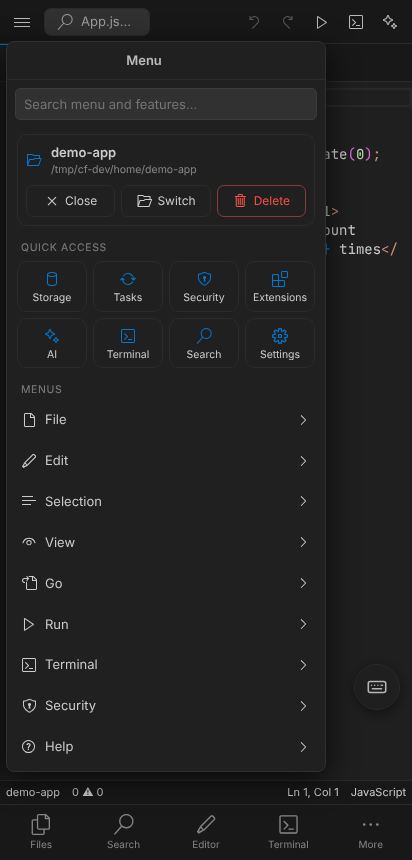 App.js...
Menu
Search menu and features...
demo-app
/tmp/cf-dev/home/demo-app
Close
Switch
Delete
QUICK ACCESS
Storage
Tasks
Security
Extensions
AI
Terminal
Search
Settings
MENUS
File
Edit
Selection
View
Go
Run
Terminal
Security
Help
ate(0);
1>
ount
} times</
demo-app
0 ⚠ 0
Ln 1, Col 1
JavaScript
Files
Search
Editor
Terminal
More